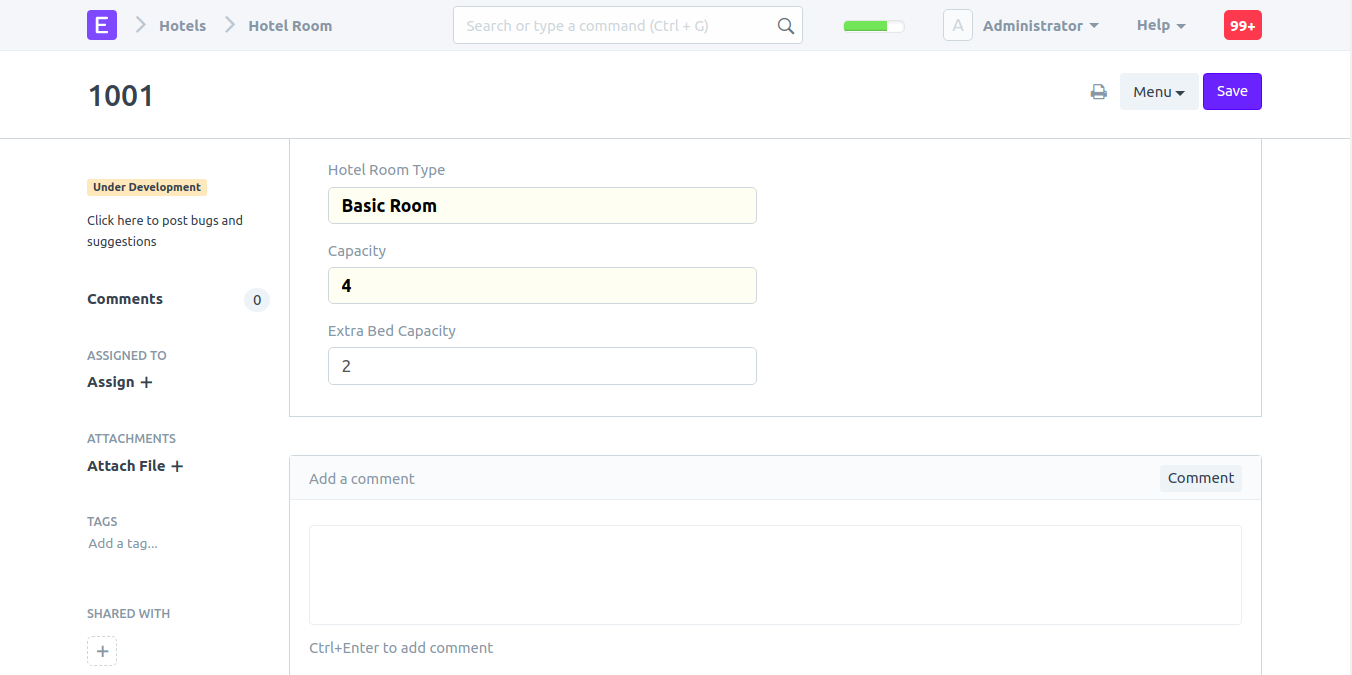 E Hotels Hotel Room Search or type a command (Ctrl + G) A Administrator Help 99+
1001 Menu Save
Under Development
Click here to post bugs and
suggestions
Comments 0
ASSIGNED TO
Assign +
ATTACHMENTS
Attach File +
TAGS
Add a tag...
SHARED WITH
+
Hotel Room Type
Basic Room
Capacity
4
Extra Bed Capacity
2
Add a comment Comment
Ctrl+Enter to add comment